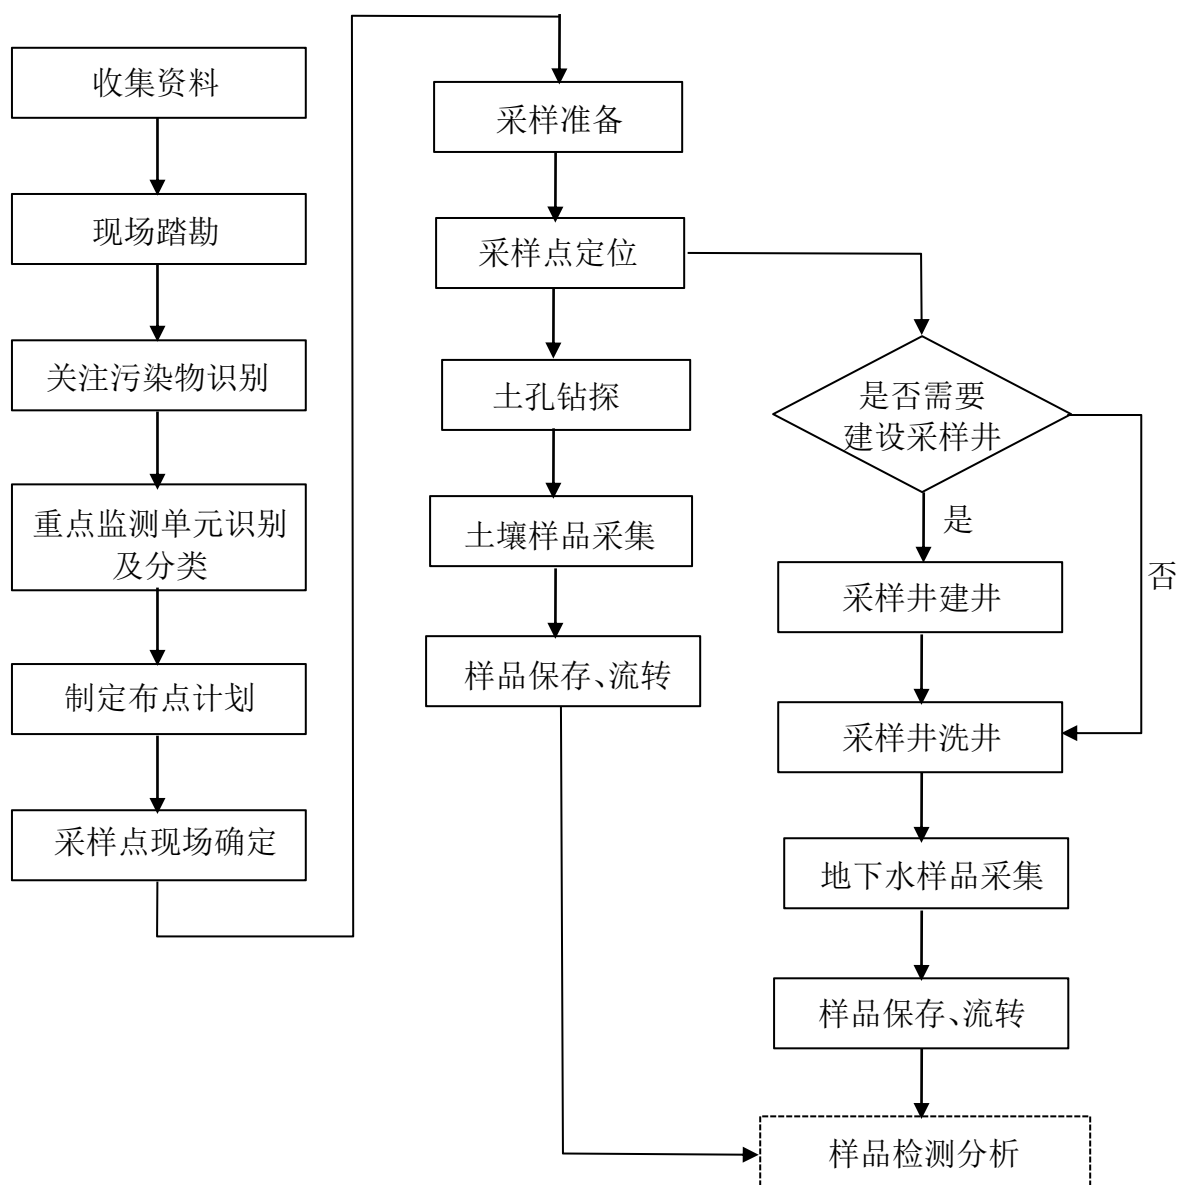 收集资料
现场踏勘
关注污染物识别
重点监测单元识别
及分类
制定布点计划
采样点现场确定
采样准备
采样点定位
土孔钻探
土壤样品采集
样品保存、流转
是否需要
建设采样井
是
否
采样井建井
采样井洗井
地下水样品采集
样品保存、流转
样品检测分析